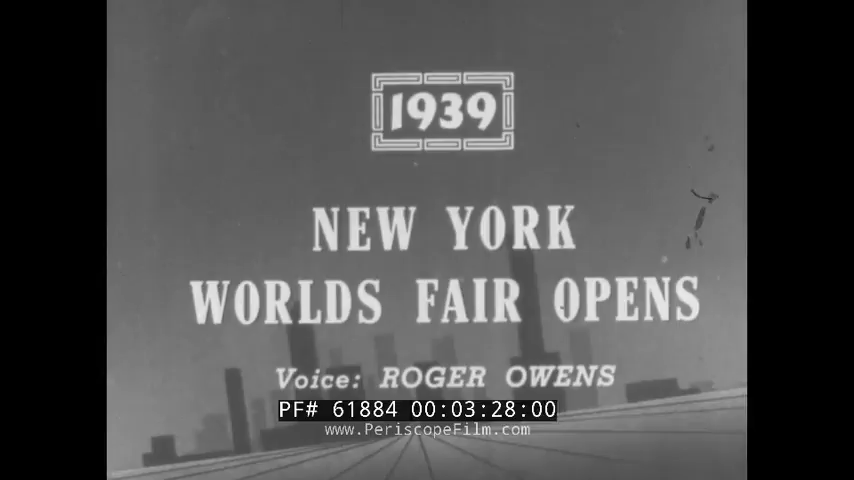 1939
NEW YORK
WORLDS FAIR OPENS
Voice: ROGER OWENS
PF# 61884 00:03:28:00
www.PeriscopeFilm.com